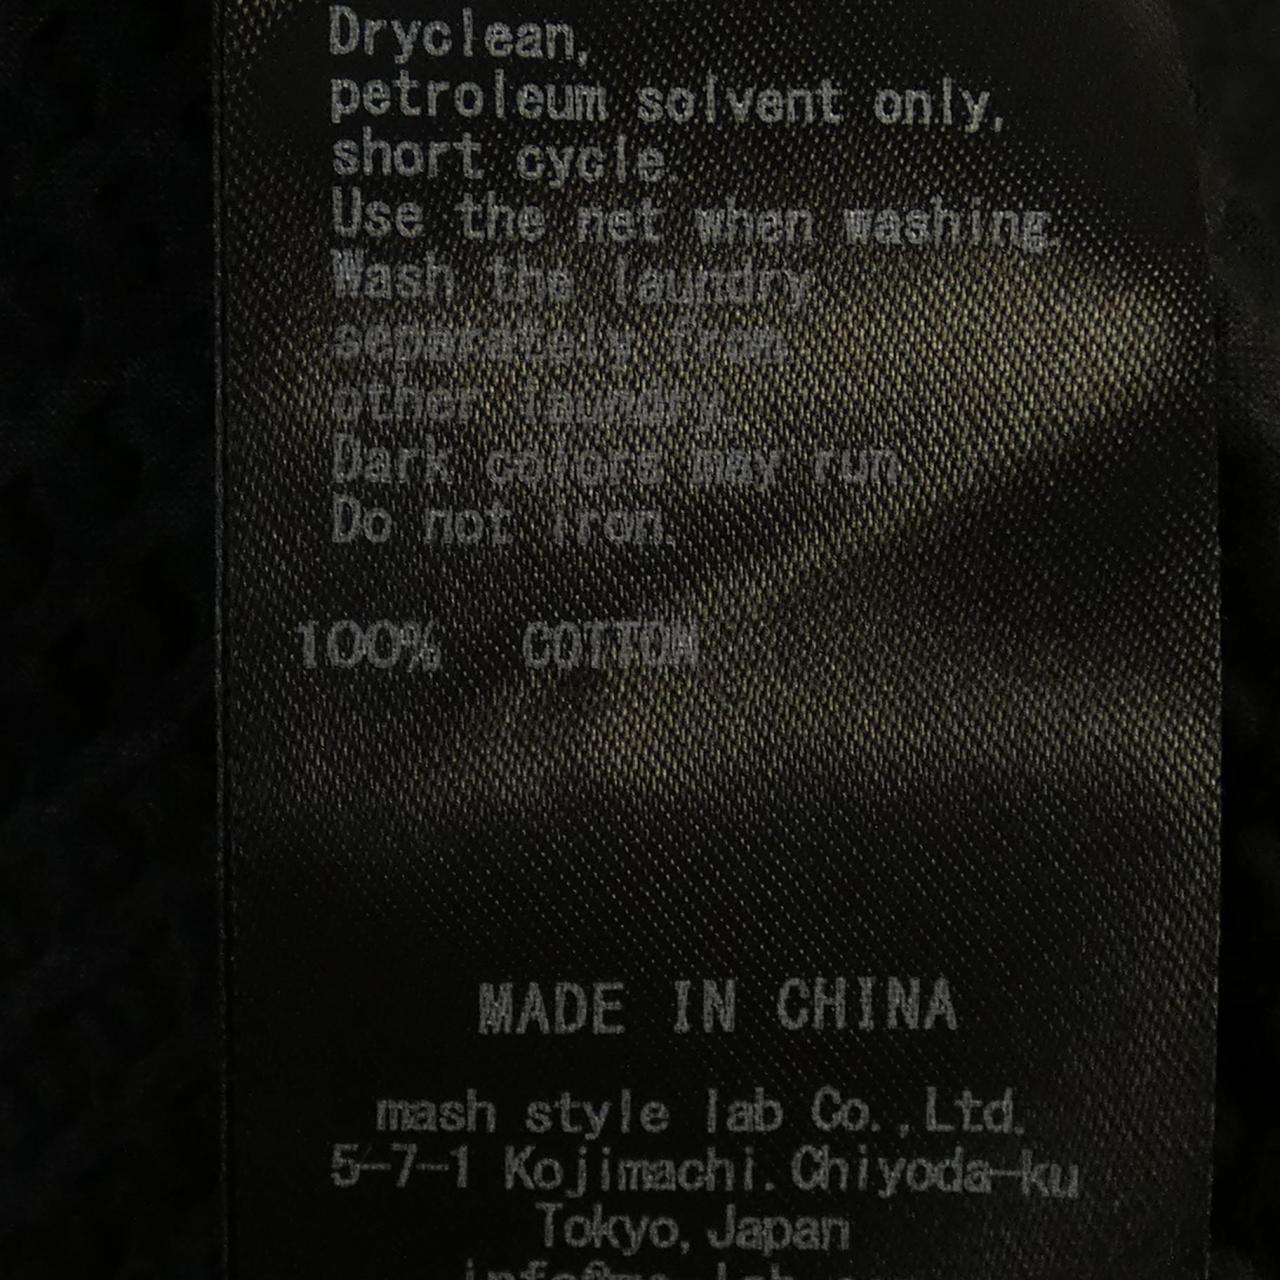 Dryclean,
petroleum solvent only,
short cycle.
Use the net when washing.
Wash the laundry
separately from
other laundry.
Dark colors may run.
Do not iron.
100% COTTON
MADE IN CHINA
mash style lab Co.,Ltd.
5-7-1 Kojimachi.Chiyoda-ku
Tokyo,Japan